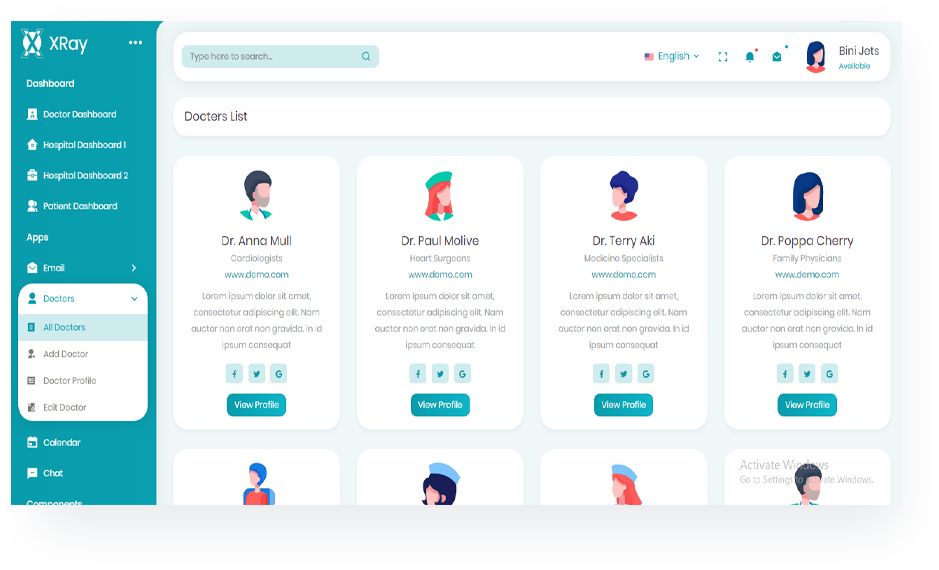 XRay
Type here to search..
English
Bini Jets
Available
Dashboard
Doctor Dashboard
Hospital Dashboard 1
Hospital Dashboard 2
Patient Dashboard
Apps
Email
Doctors
All Doctors
Add Doctor
Doctor Profile
Edit Doctor
Calendar
Chat
Components
Docters List
Dr. Anna Mull
Cardiologists
www.demo.com
Lorem ipsum dolor sit amet,
consectetur adipiscing elit. Nam
auctor non erat non gravida. In id
ipsum consequat
View Profile
Dr. Paul Molive
Heart Surgeons
www.demo.com
Lorem ipsum dolor sit amet,
consectetur adipiscing elit. Nam
auctor non erat non gravida. In id
ipsum consequat
View Profile
Dr. Terry Aki
Medicine Specialists
www.demo.com
Lorem ipsum dolor sit amet,
consectetur adipiscing elit. Nam
auctor non erat non gravida. In id
ipsum consequat
View Profile
Dr. Poppa Cherry
Family Physicians
www.demo.com
Lorem ipsum dolor sit amet,
consectetur adipiscing elit. Nam
auctor non erat non gravida. In id
ipsum consequat
View Profile
Activate Windows
Go to Settings to activate Windows.